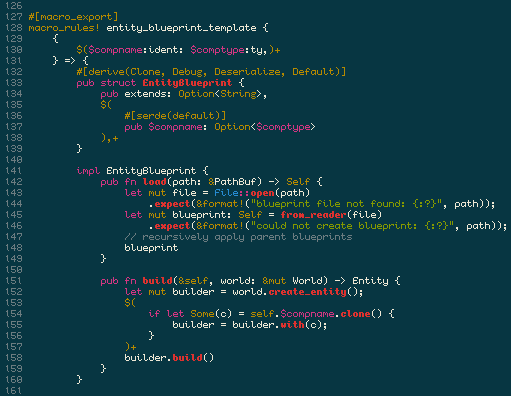 126
127 #[macro_export]
128 macro_rules! entity_blueprint_template {
129     {
130         $($compname:ident: $comptype:ty,)+
131     } => {
132         #[derive(Clone, Debug, Deserialize, Default)]
133         pub struct EntityBlueprint {
134             pub extends: Option<String>,
135             $(
136                 #[serde(default)]
137                 pub $compname: Option<$comptype>
138             ),+
139         }
140
141         impl EntityBlueprint {
142             pub fn load(path: &PathBuf) -> Self {
143                 let mut file = File::open(path)
144                     .expect(&format!("blueprint file not found: {:?}", path));
145                 let mut blueprint: Self = from_reader(file)
146                     .expect(&format!("could not create blueprint: {:?}", path));
147                 // recursively apply parent blueprints
148                 blueprint
149             }
150
151             pub fn build(&self, world: &mut World) -> Entity {
152                 let mut builder = world.create_entity();
153                 $(
154                     if let Some(c) = self.$compname.clone() {
155                         builder = builder.with(c);
156                     }
157                 )+
158                 builder.build()
159             }
160         }
161